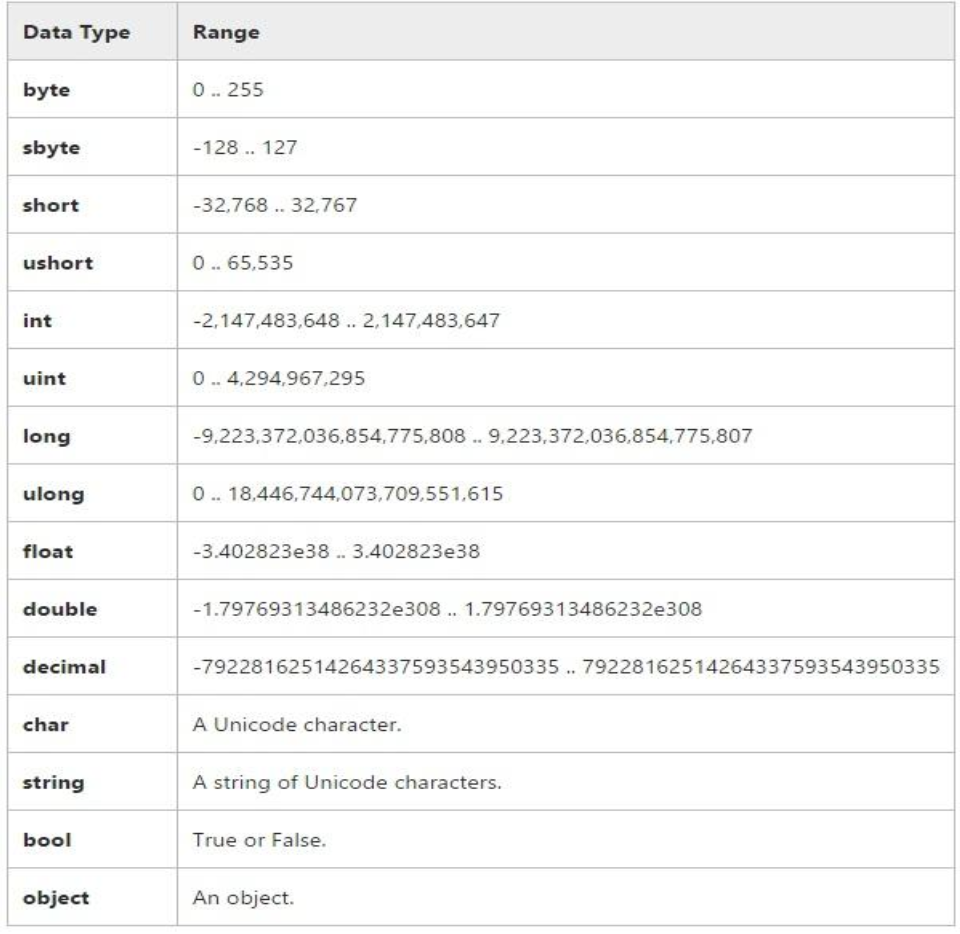 Data Type Range
byte 0 .. 255
sbyte -128 .. 127
short -32,768 .. 32,767
ushort 0 .. 65,535
int -2,147,483,648 .. 2,147,483,647
uint 0 .. 4,294,967,295
long -9,223,372,036,854,775,808 .. 9,223,372,036,854,775,807
ulong 0 .. 18,446,744,073,709,551,615
float -3.402823e38 .. 3.402823e38
double -1.79769313486232e308 .. 1.79769313486232e308
decimal -79228162514264337593543950335 .. 79228162514264337593543950335
char A Unicode character.
string A string of Unicode characters.
bool True or False.
object An object.